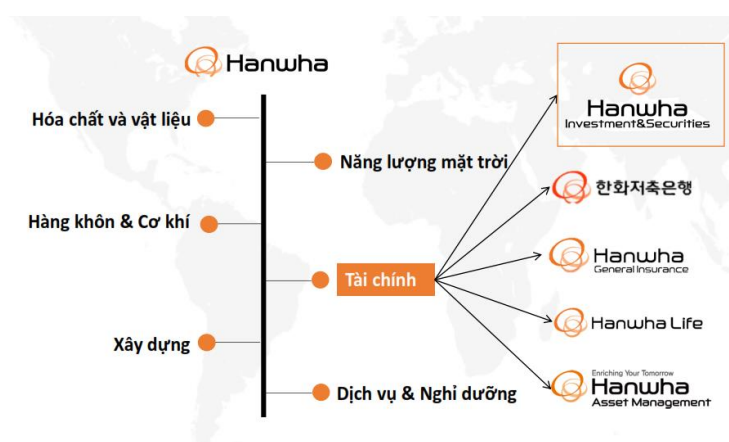 Hanwha
Hóa chất và vật liệu
Năng lượng mặt trời
Hàng khôn & Cơ khí
Tài chính
Xây dựng
Dịch vụ & Nghỉ dưỡng
Hanwha
Investment&Securities
한화저축은행
Hanwha
General Insurance
Hanwha Life
Enriching Your Tomorrow
Hanwha
Asset Management